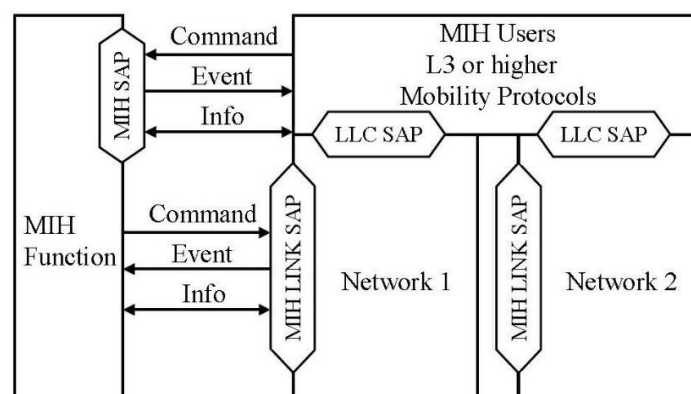 Command
Event
Info
MIH SAP
MIH Users
L3 or higher
Mobility Protocols
LLC SAP
LLC SAP
MIH
Function
Command
Event
Info
MIH LINK SAP
Network 1
MIH LINK SAP
Network 2